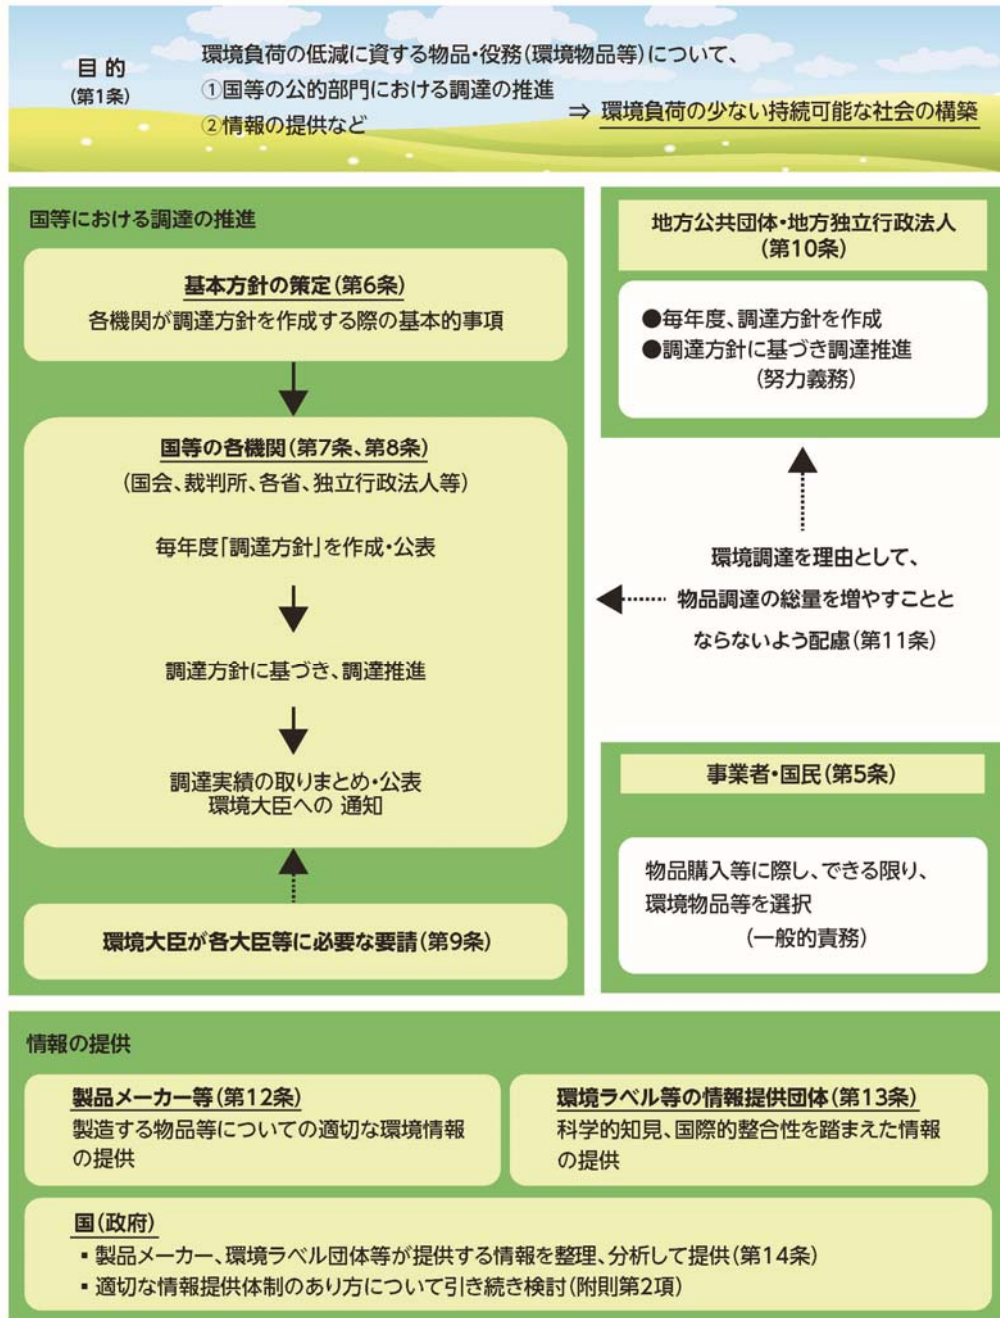 目 的
(第1条)
環境負荷の低減に資する物品・役務(環境物品等)について、
①国等の公的部門における調達の推進
②情報の提供など
⇒ 環境負荷の少ない持続可能な社会の構築
国等における調達の推進
基本方針の策定(第6条)
各機関が調達方針を作成する際の基本的事項
国等の各機関(第7条、第8条)
(国会、裁判所、各省、独立行政法人等)
毎年度「調達方針」を作成・公表
調達方針に基づき、調達推進
調達実績の取りまとめ・公表
環境大臣への 通知
環境大臣が各大臣等に必要な要請(第9条)
地方公共団体・地方独立行政法人
(第10条)
●毎年度、調達方針を作成
●調達方針に基づき調達推進
(努力義務)
環境調達を理由として、
物品調達の総量を増やすことと
ならないよう配慮(第11条)
事業者・国民(第5条)
物品購入等に際し、できる限り、
環境物品等を選択
(一般的責務)
情報の提供
製品メーカー等(第12条)
製造する物品等についての適切な環境情報
の提供
環境ラベル等の情報提供団体(第13条)
科学的知見、国際的整合性を踏まえた情報
の提供
国(政府)
▪ 製品メーカー、環境ラベル団体等が提供する情報を整理、分析して提供(第14条)
▪ 適切な情報提供体制のあり方について引き続き検討(附則第2項)